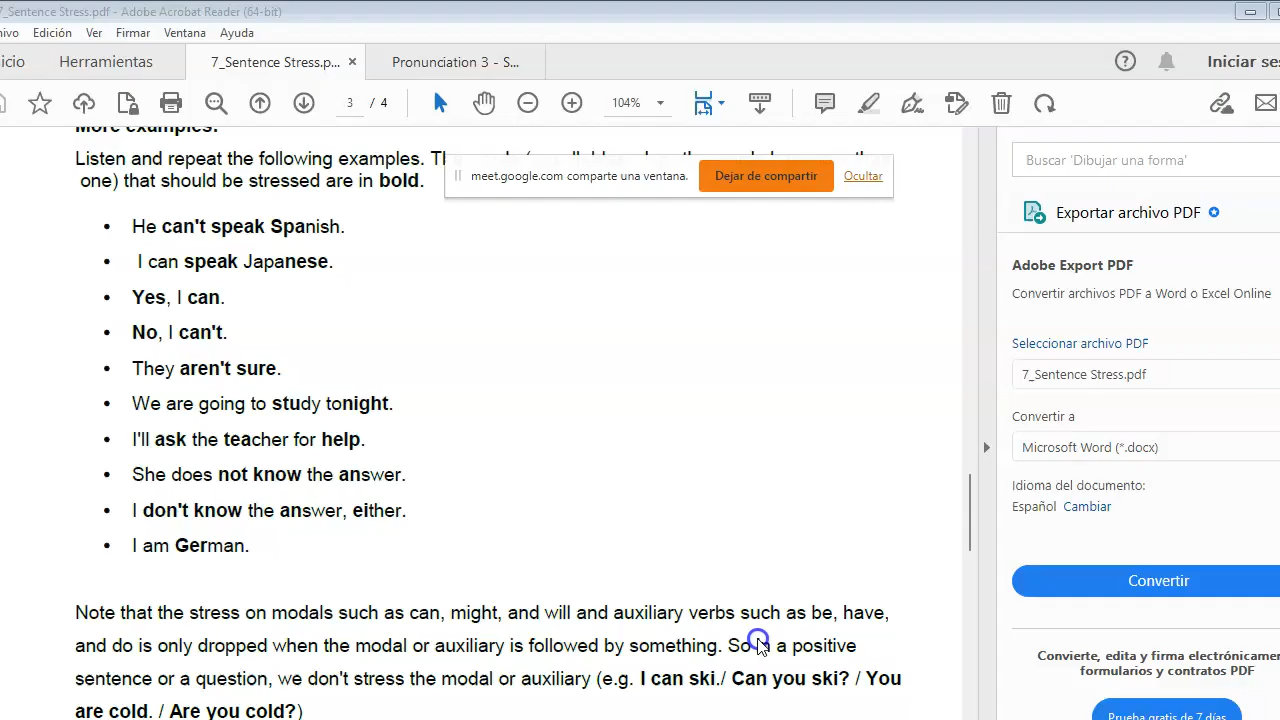 7_Sentence Stress.pdf - Adobe Acrobat Reader (64-bit)
Edición Ver Firmar Ventana Ayuda
Herramientas 7_Sentence Stress.p... × Pronunciation 3 - S... ? Iniciar
3 / 4 104%
More examples:
Listen and repeat the following examples.
one) that should be stressed are in bold.
meet.google.com comparte una ventana. Dejar de compartir Ocultar
• He can't speak Spanish.
• I can speak Japanese.
• Yes, I can.
• No, I can't.
• They aren't sure.
• We are going to study tonight.
• I'll ask the teacher for help.
• She does not know the answer.
• I don't know the answer, either.
• I am German.
Note that the stress on modals such as can, might, and will and auxiliary verbs such as be, have,
and do is only dropped when the modal or auxiliary is followed by something. So in a positive
sentence or a question, we don't stress the modal or auxiliary (e.g. I can ski./ Can you ski? / You
are cold. / Are you cold?)
Buscar 'Dibujar una forma'
Exportar archivo PDF
Adobe Export PDF
Convertir archivos PDF a Word o Excel Online
Seleccionar archivo PDF
7_Sentence Stress.pdf
Convertir a
Microsoft Word (*.docx)
Idioma del documento:
Español Cambiar
Convertir
Convierte, edita y firma
formularios y contratos PDF
Prueba gratis de 7 días